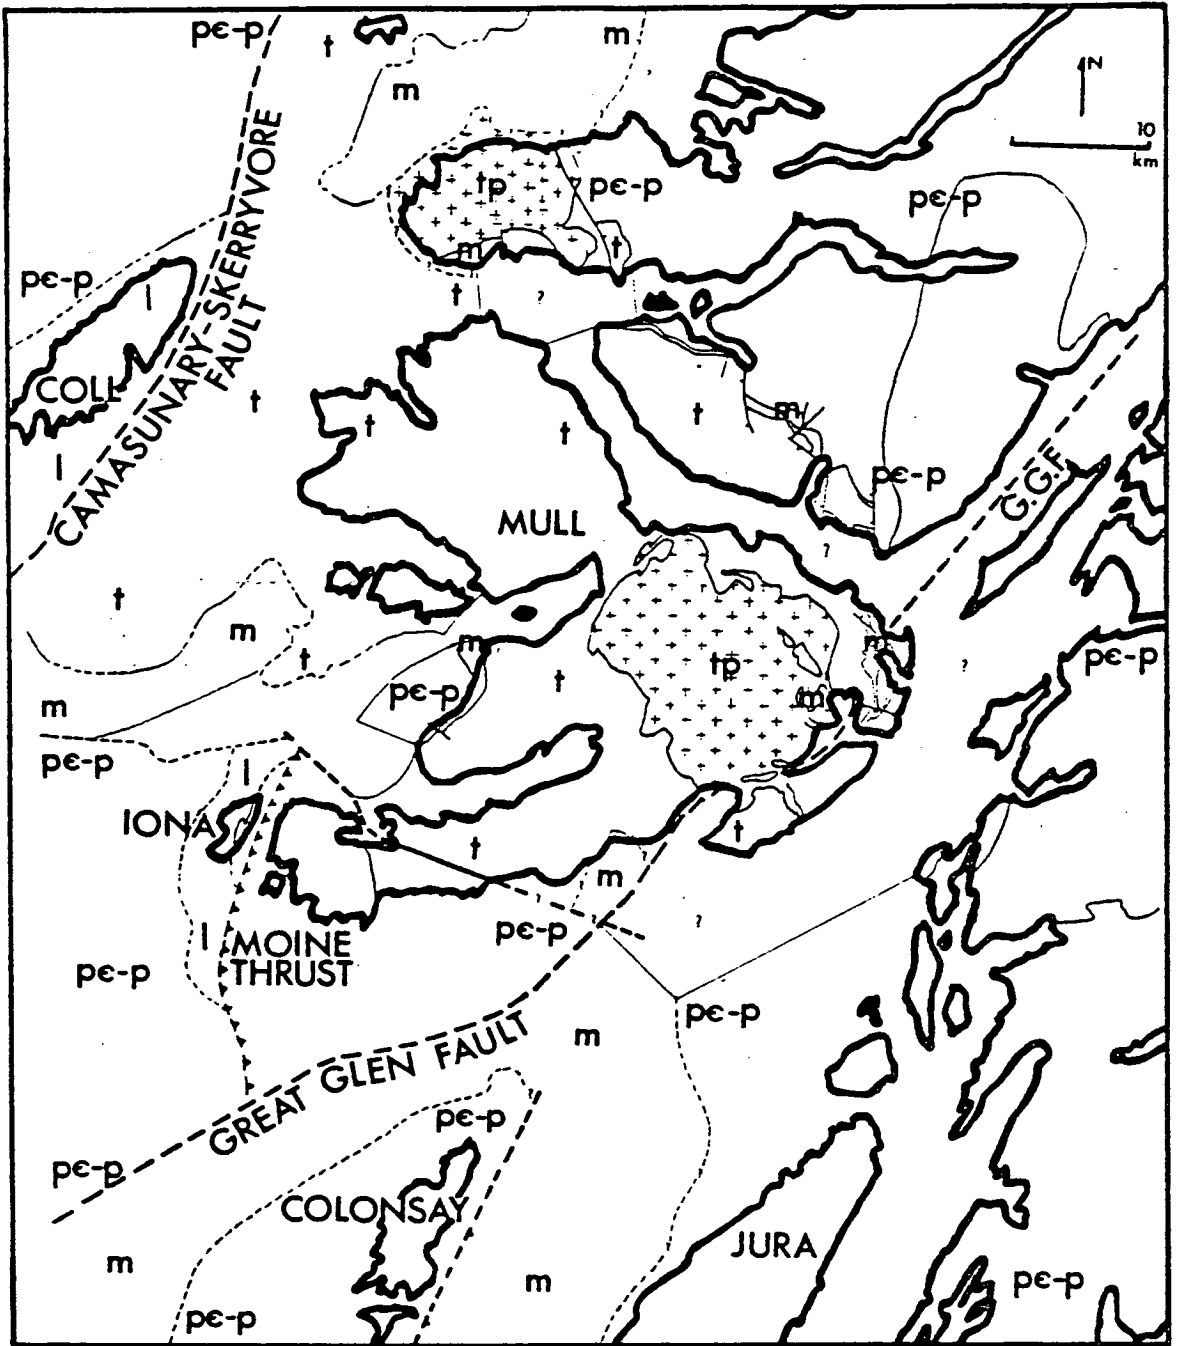 pє-p
t
m
m
N
10
km
tp
pє-p
pє-p
m
t
pє-p
l
t
?
CAMASUNARY-SKERRYVORE
FAULT
COLL
t
t
t
t
m
l
pє-p
G.G.F.
MULL
?
t
m
m
t
m
pє-p
t
tp
m
?
pє-p
m
pє-p
l
IONA
t
t
m
?
pє-p
l
MOINE
THRUST
pє-p
pє-p
m
GREAT GLEN FAULT
pє-p
pє-p
COLONSAY
JURA
m
m
pє-p
pє-p